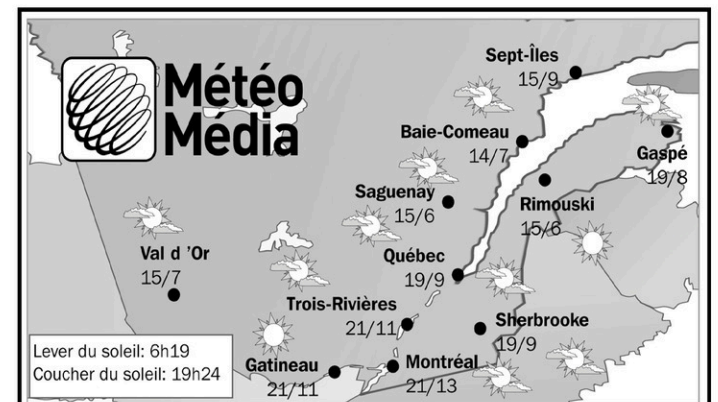 Météo
Média
Sept-Îles
15/9
Baie-Comeau
14/7
Gaspé
19/8
Saguenay
15/6
Rimouski
15/6
Val d 'Or
15/7
Québec
19/9
Trois-Rivières
21/11
Sherbrooke
19/9
Lever du soleil: 6h19
Coucher du soleil: 19h24
Gatineau
21/11
Montréal
21/13